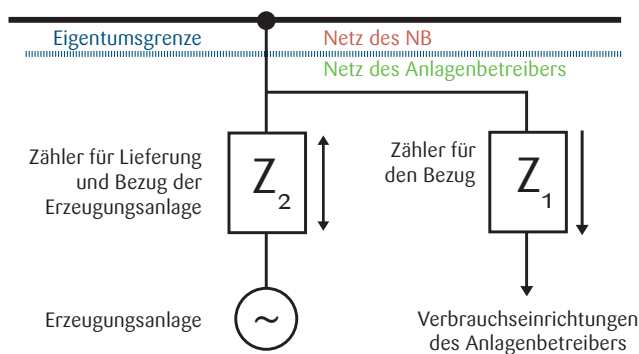 Eigentumsgrenze
Netz des NB
Netz des Anlagenbetreibers
Zähler für Lieferung
und Bezug der
Erzeugungsanlage
Z2
Zähler für
den Bezug
Z1
Erzeugungsanlage
~
Verbrauchseinrichtungen
des Anlagenbetreibers